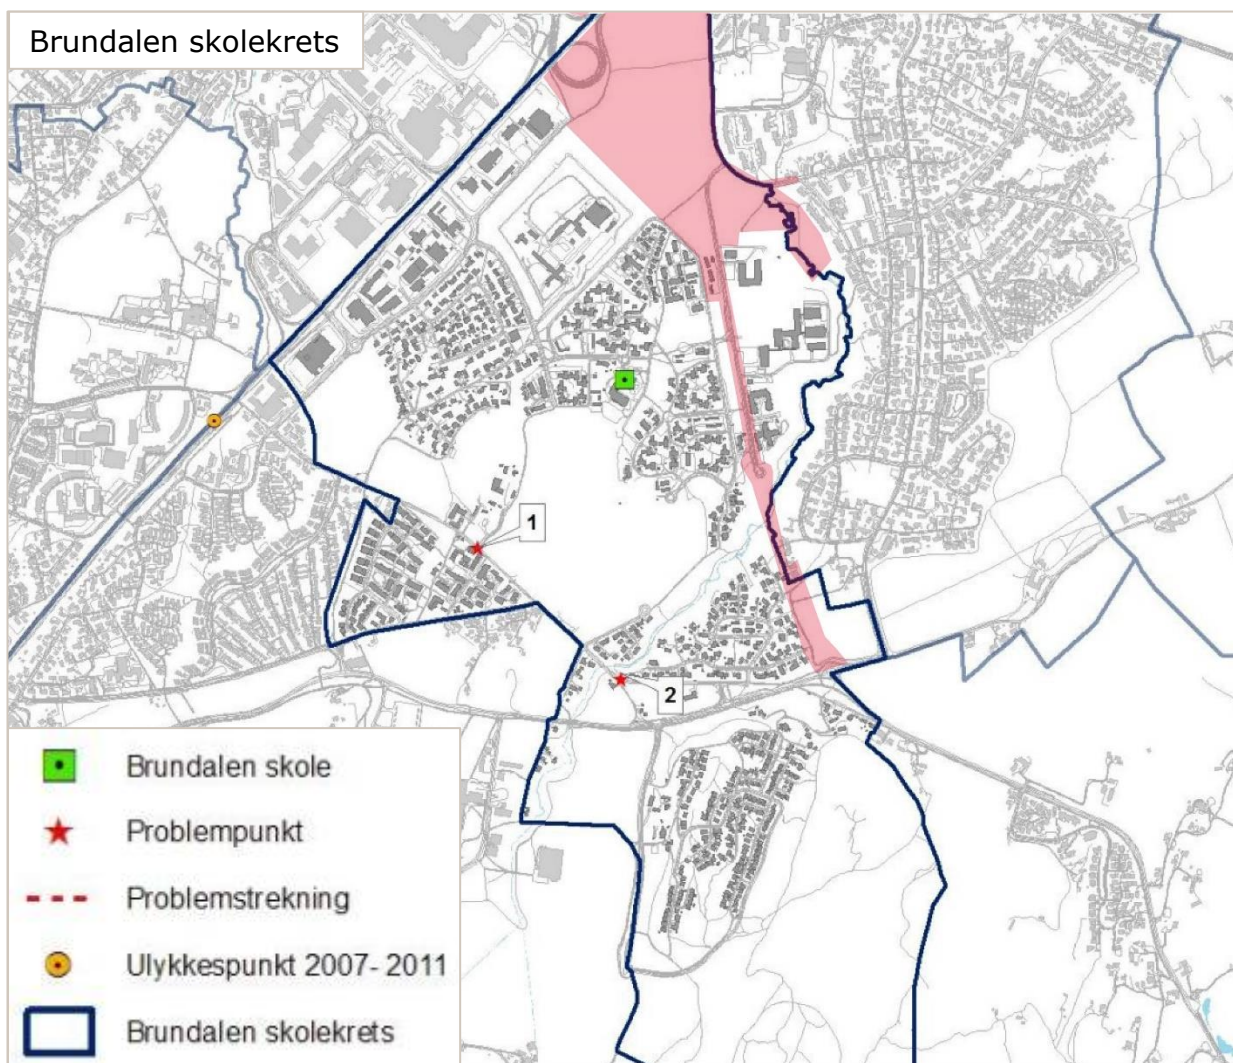 Brundalen skolekrets
1
2
Brundalen skole
Problempunkt
Problemstrekning
Ulykkespunkt 2007- 2011
Brundalen skolekrets